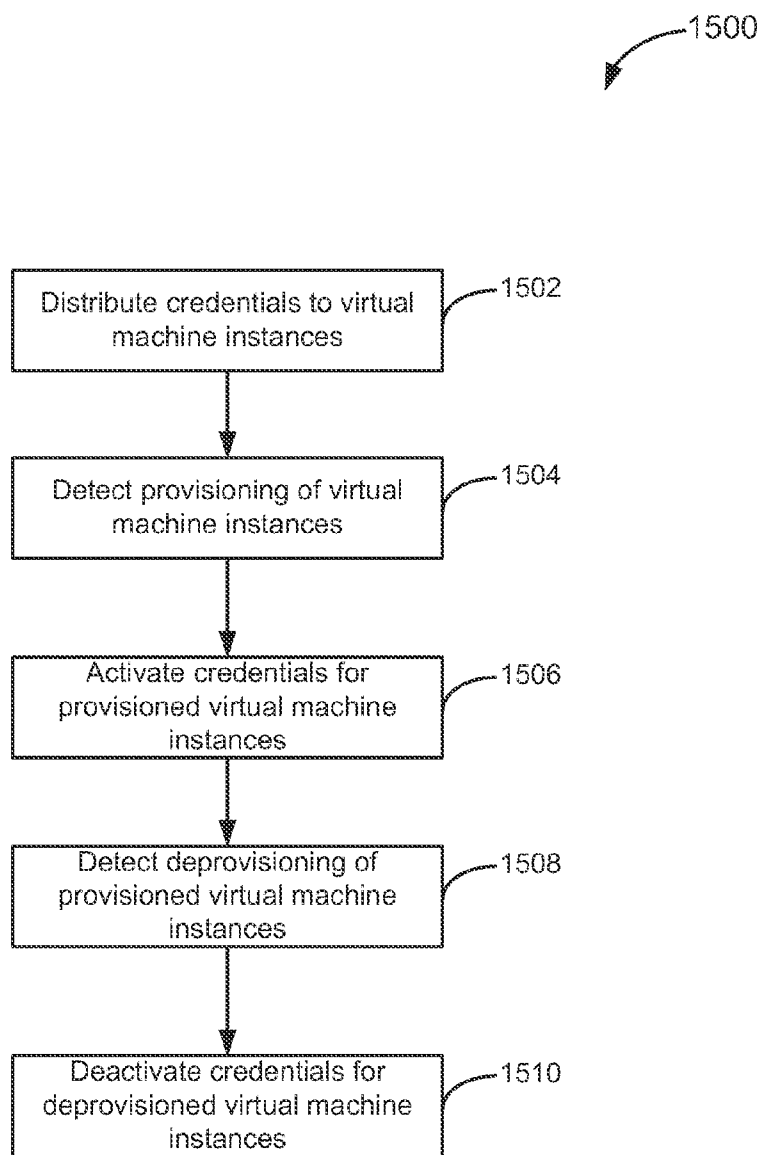 1500
Distribute credentials to virtual
machine instances
1502
Detect provisioning of virtual
machine instances
1504
Activate credentials for
provisioned virtual machine
instances
1506
Detect deprovisioning of
provisioned virtual machine
instances
1508
Deactivate credentials for
deprovisioned virtual machine
instances
1510